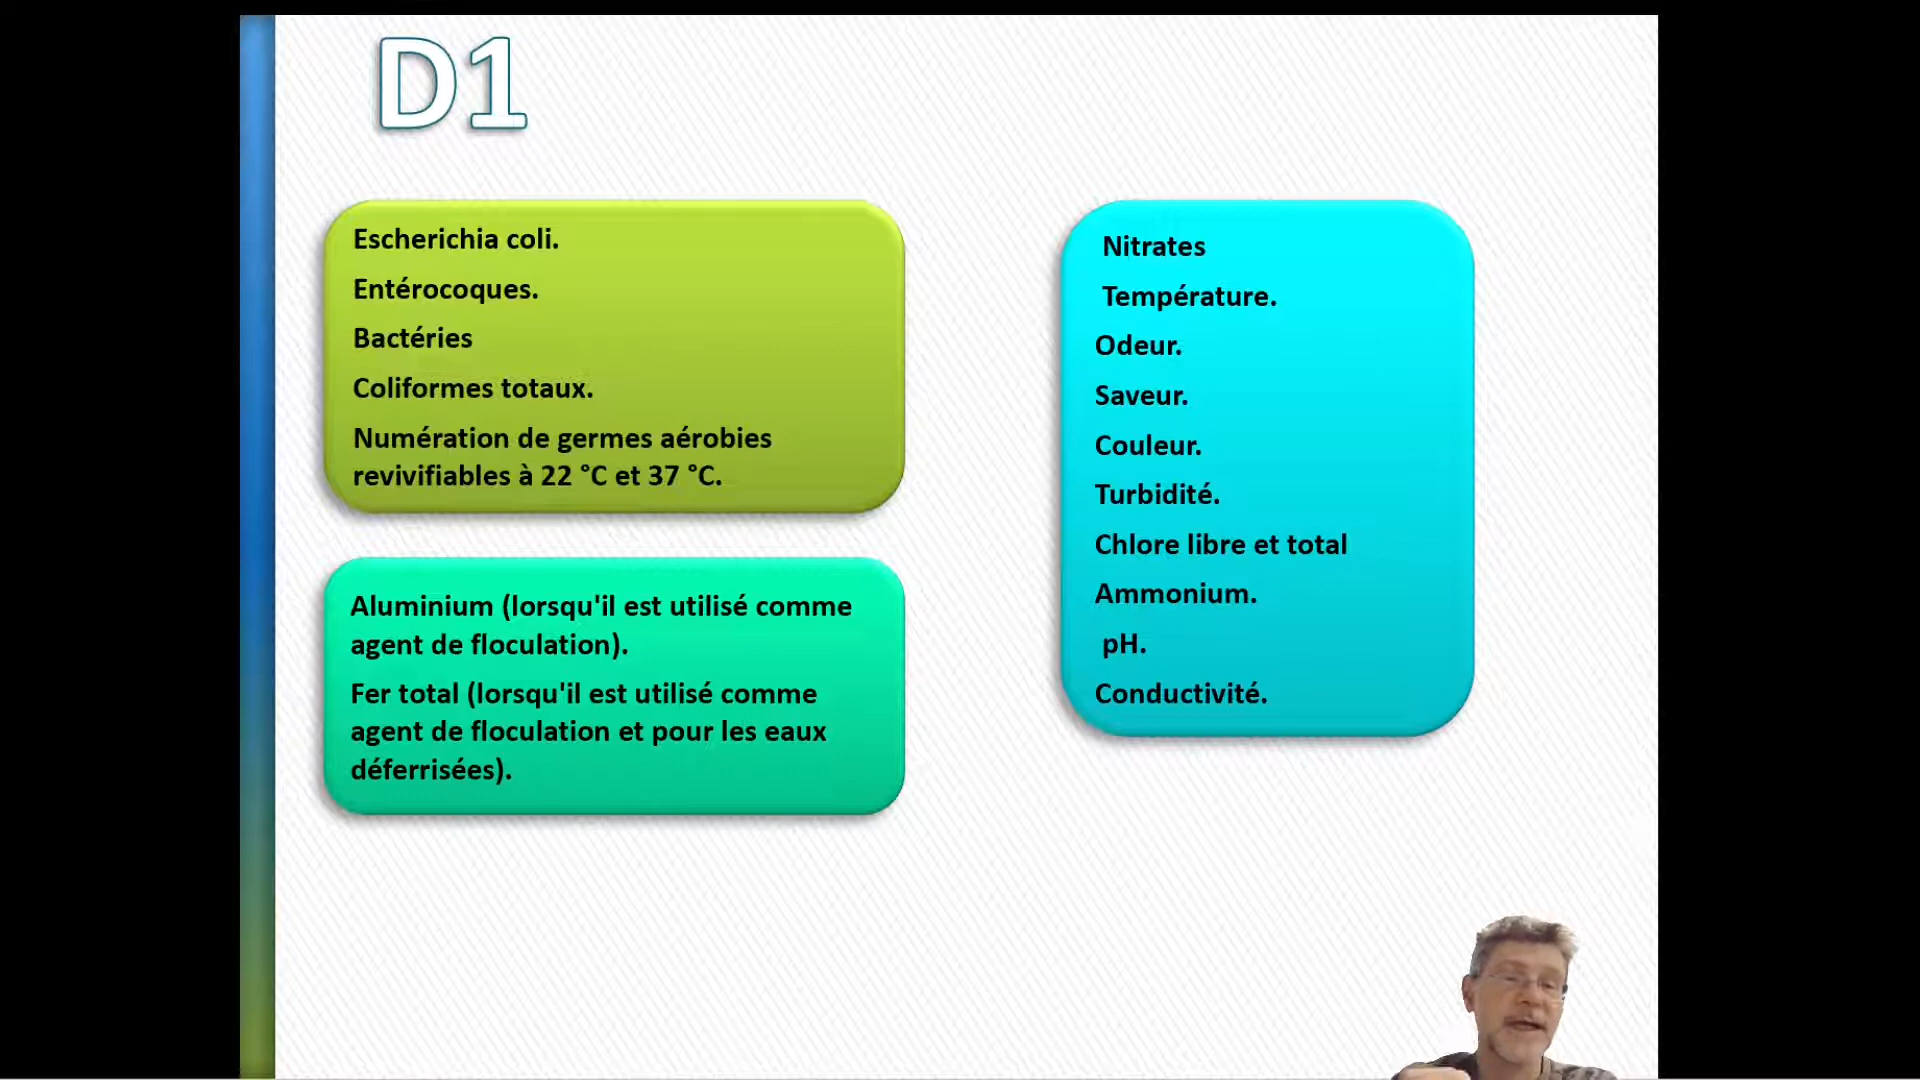 D1
Escherichia coli.
Entérocoques.
Bactéries
Coliformes totaux.
Numération de germes aérobies
revivifiables à 22 °C et 37 °C.
Aluminium (lorsqu'il est utilisé comme
agent de floculation).
Fer total (lorsqu'il est utilisé comme
agent de floculation et pour les eaux
déferrisées).
Nitrates
Température.
Odeur.
Saveur.
Couleur.
Turbidité.
Chlore libre et total
Ammonium.
pH.
Conductivité.